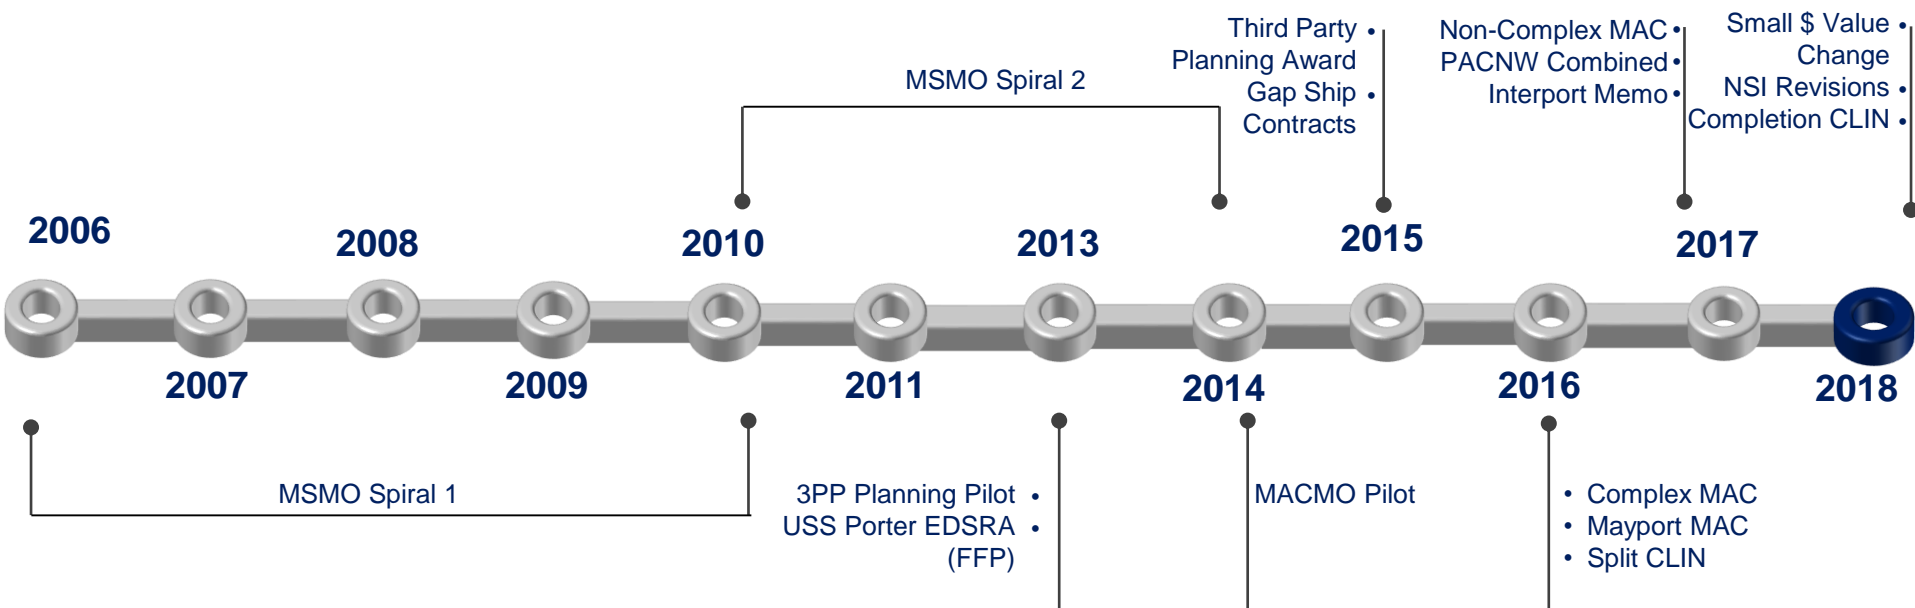 Third Party •
Planning Award
Gap Ship •
Contracts
Non-Complex MAC •
PACNW Combined •
Interport Memo •
Small $ Value •
Change
NSI Revisions •
Completion CLIN •
MSMO Spiral 2
2006
2008
2010
2013
2015
2017
2007
2009
2011
2014
2016
2018
MSMO Spiral 1
3PP Planning Pilot •
USS Porter EDSRA •
(FFP)
MACMO Pilot
• Complex MAC
• Mayport MAC
• Split CLIN